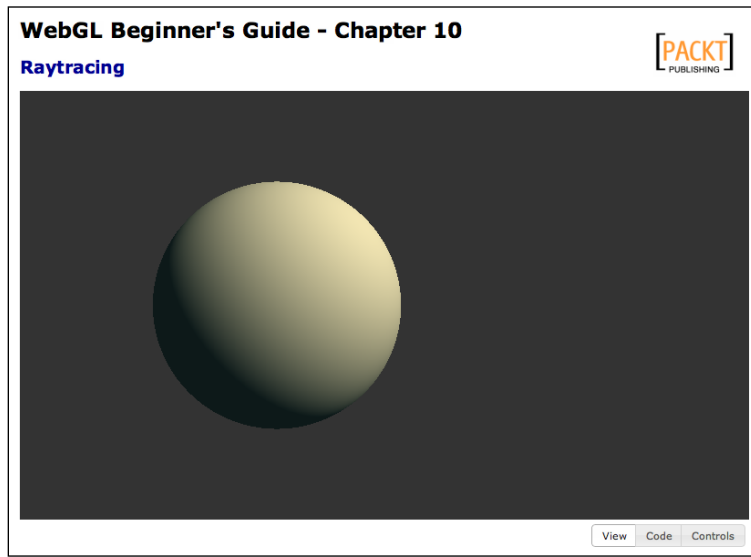 WebGL Beginner's Guide - Chapter 10
Raytracing
[PACKT]
PUBLISHING
View Code Controls